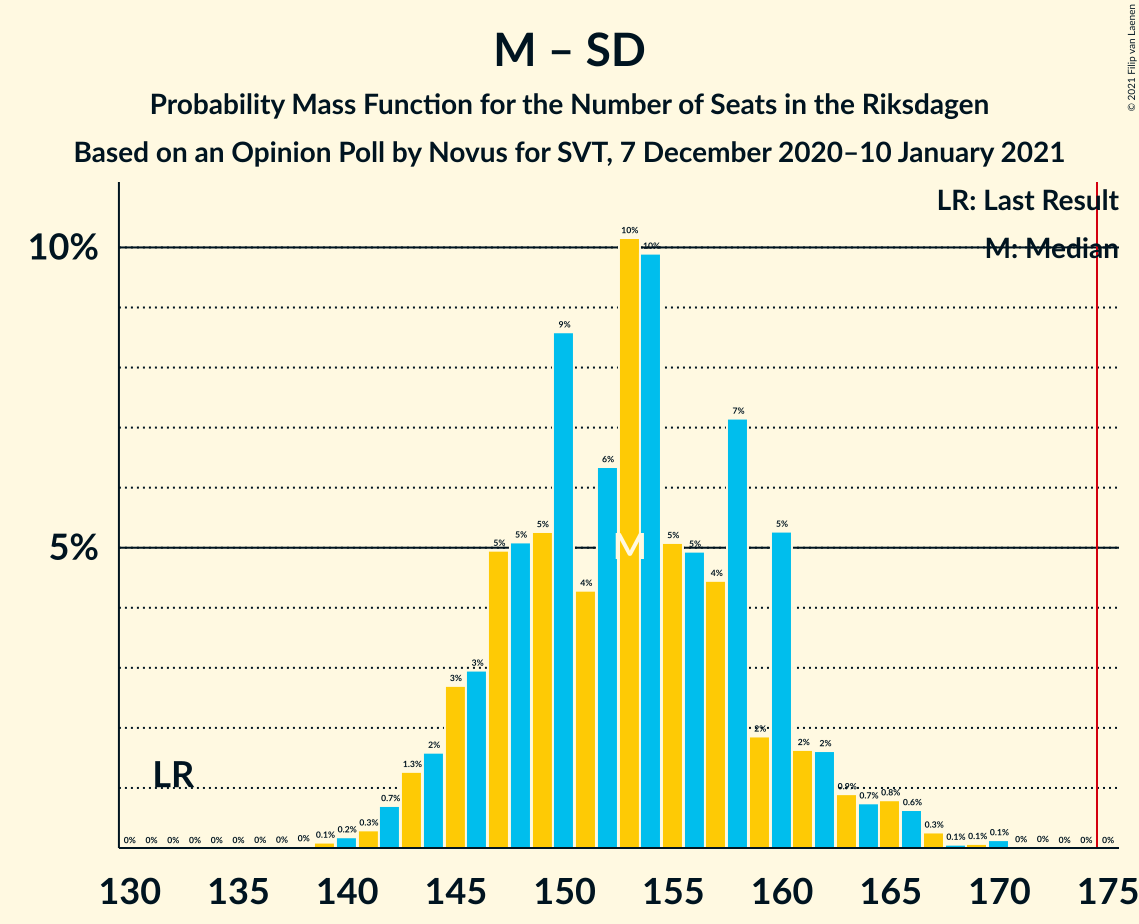 M – SD
Probability Mass Function for the Number of Seats in the Riksdagen
Based on an Opinion Poll by Novus for SVT, 7 December 2020–10 January 2021
© 2021 Filip van Laenen
LR: Last Result
M: Median
10%
5%
LR
M
0% 0% 0% 0% 0% 0% 0% 0% 0% 0.1% 0.2% 0.3% 0.7% 1.3% 2% 3% 3% 5% 5% 5% 9% 4% 6% 10% 10% 5% 5% 4% 7% 2% 5% 2% 2% 0.9% 0.7% 0.8% 0.6% 0.3% 0.1% 0.1% 0.1% 0% 0% 0% 0% 0%
130 135 140 145 150 155 160 165 170 175